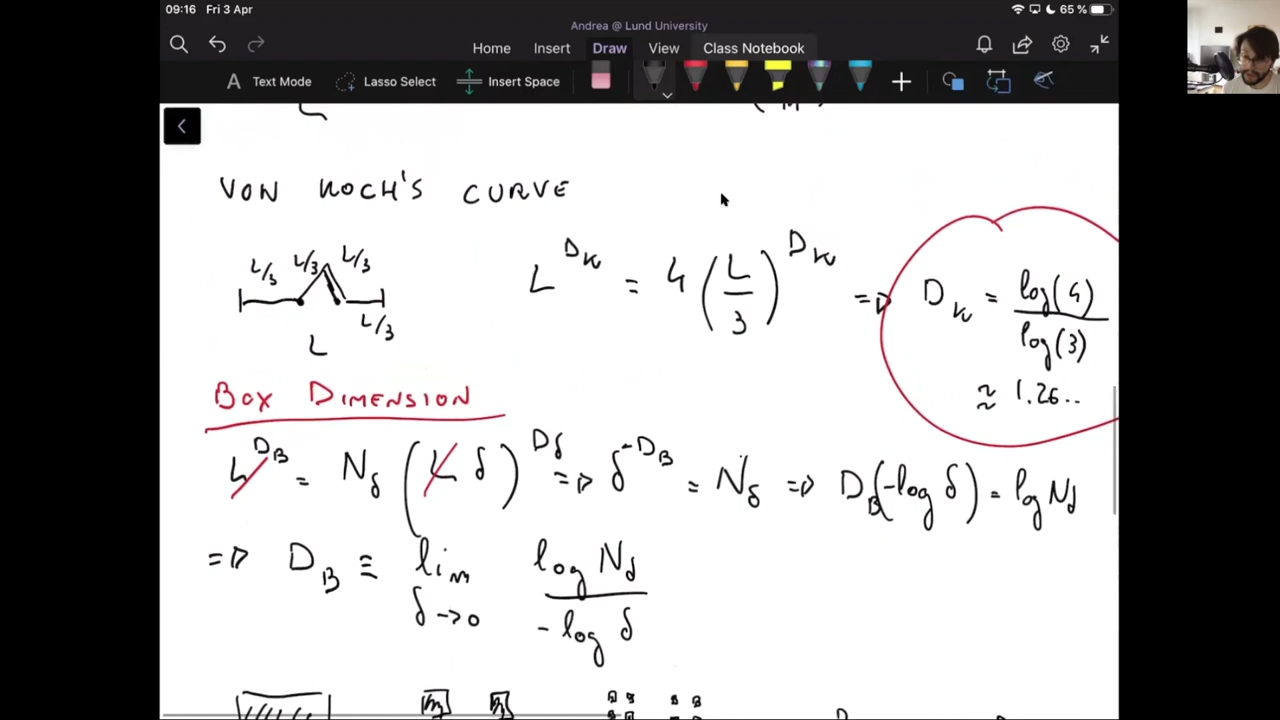 09:16 Fri 3 Apr
65 %
Andrea @ Lund University
Home Insert Draw View Class Notebook
Text Mode Lasso Select Insert Space
VON KOCH'S CURVE
L/3 L/3 L/3
L/3
L
L^{D_K} = 4 (L/3)^{D_K} => D_K = log(4)/log(3)
≈ 1.26..
BOX DIMENSION
L^{D_B} = N_δ (L δ)^{Dδ} => δ^{-D_B} = N_δ => D_B(-log δ) = log N_δ
=> D_B ≡ lim_{δ->0} log N_δ / -log δ